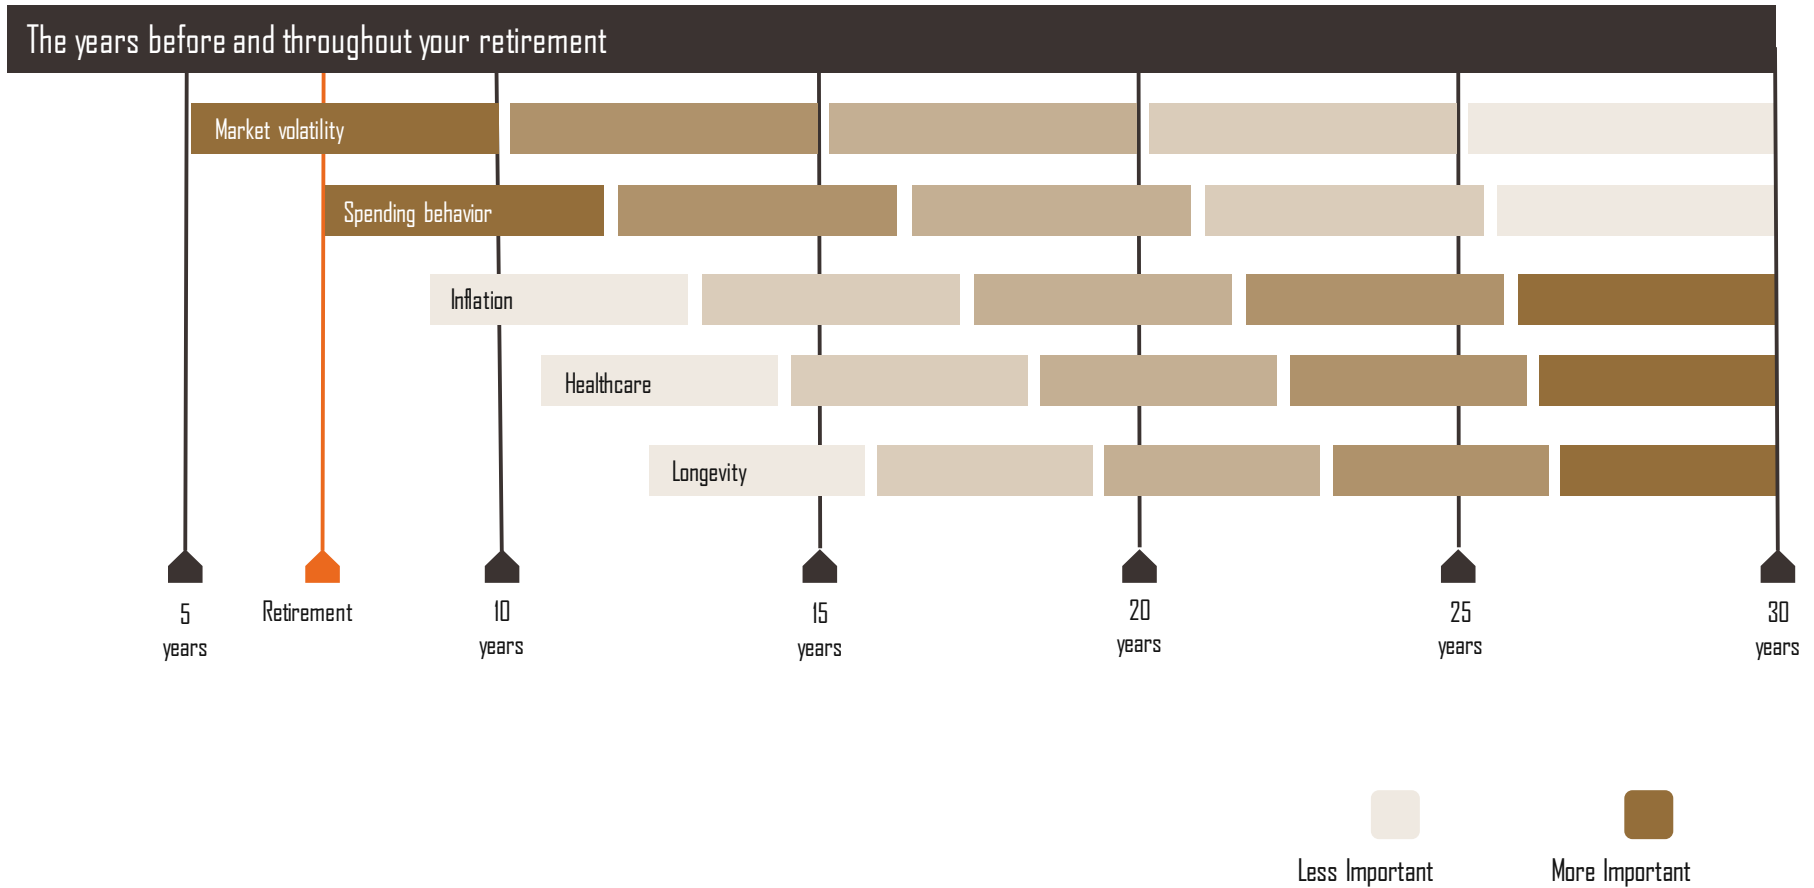 The years before and throughout your retirement
Market volatility
Spending behavior
Inflation
Healthcare
Longevity
5
years
Retirement
10
years
15
years
20
years
25
years
30
years
Less Important
More Important